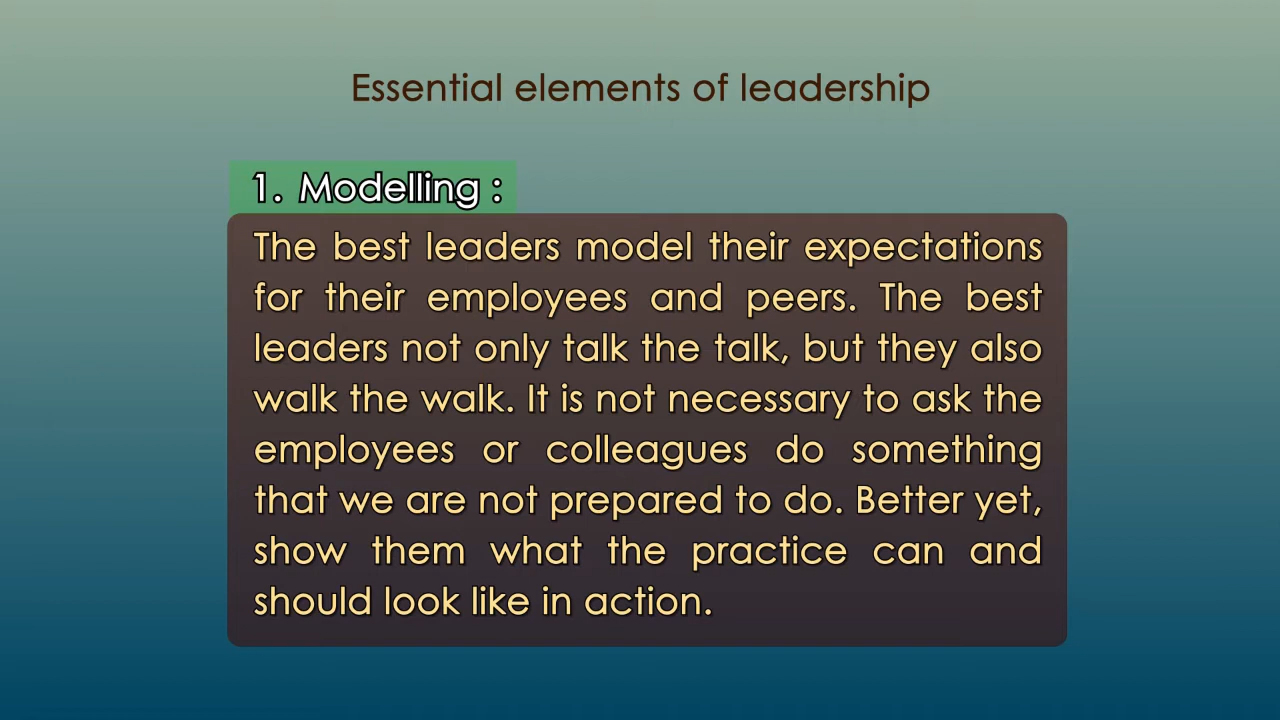 Essential elements of leadership
1. Modelling :
The best leaders model their expectations
for their employees and peers. The best
leaders not only talk the talk, but they also
walk the walk. It is not necessary to ask the
employees or colleagues do something
that we are not prepared to do. Better yet,
show them what the practice can and
should look like in action.